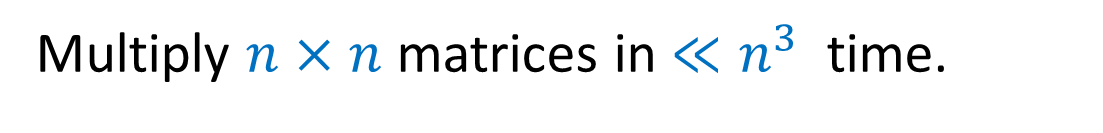 Multiply n × n matrices in ≪ n³ time.